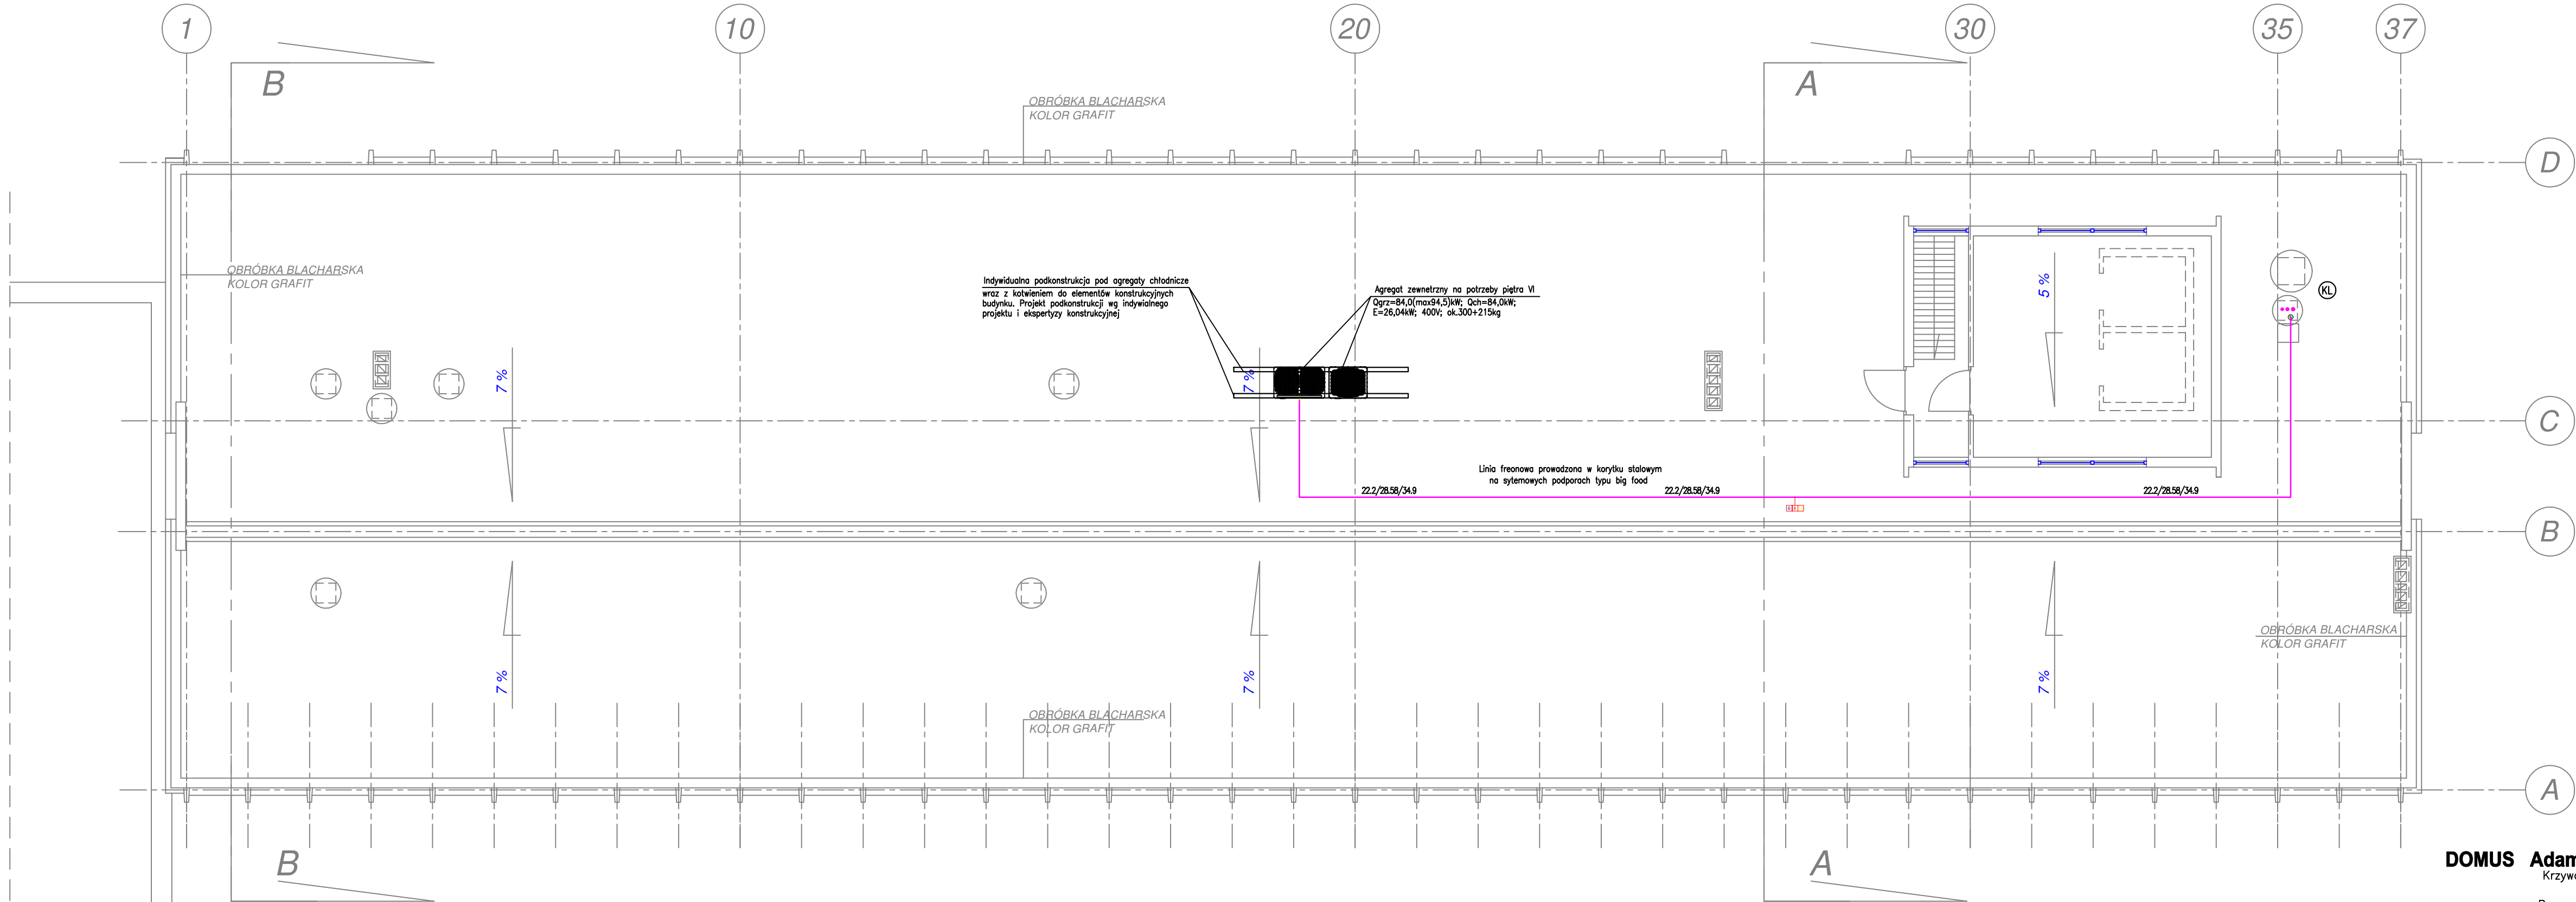 1
10
20
30
35
37
B
A
OBRÓBKA BLACHARSKA
KOLOR GRAFIT
D
OBRÓBKA BLACHARSKA
KOLOR GRAFIT
Indywidualna podkonstrukcja pod agregaty chłodnicze
wraz z kotwieniem do elementów konstrukcyjnych
budynku. Projekt podkonstrukcji wg indywialnego
projektu i ekspertyzy konstrukcyjnej
Agregat zewnetrzny na potrzeby piętra VI
Qgrz=84,0(max94,5)kW; Qch=84,0kW;
E=26,04kW; 400V; ok.300+215kg
5 %
KL
7 %
7 %
C
Linia freonowa prowadzona w korytku stalowym
na sytemowych podporach typu big food
22.2/28.58/34.9
22.2/28.58/34.9
22.2/28.58/34.9
B
OBRÓBKA BLACHARSKA
KOLOR GRAFIT
7 %
7 %
7 %
OBRÓBKA BLACHARSKA
KOLOR GRAFIT
A
B
A
DOMUS Adam
Krzywo